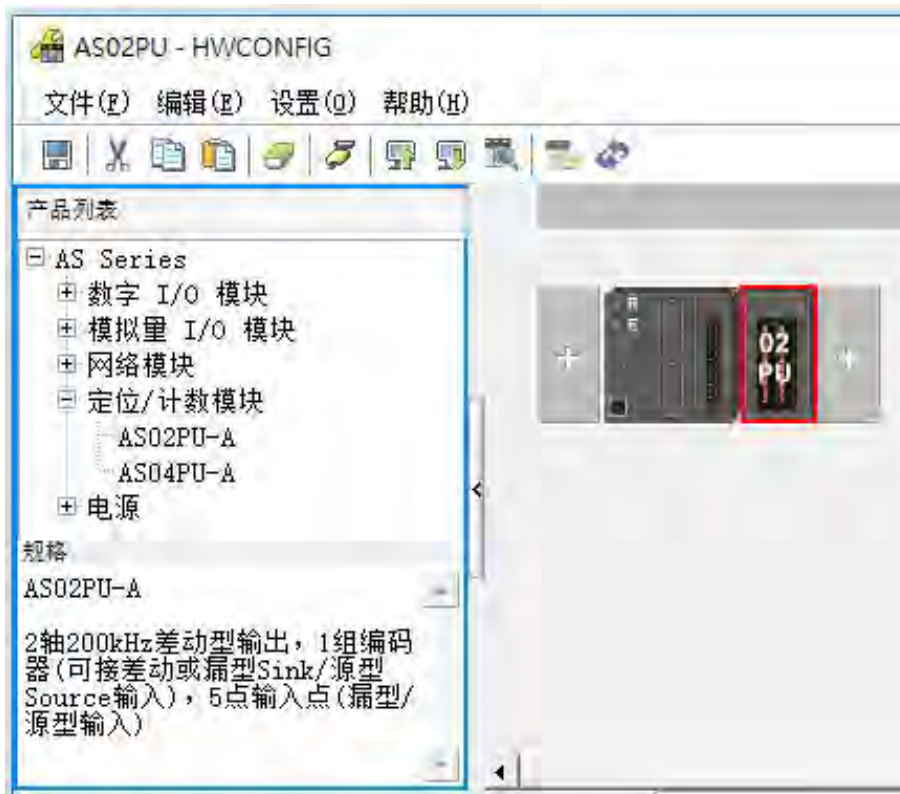 AS02PU - HWCONFIG
文件(F) 编辑(E) 设置(O) 帮助(H)
产品列表
AS Series
数字 I/O 模块
模拟量 I/O 模块
网络模块
定位/计数模块
AS02PU-A
AS04PU-A
电源
规格
AS02PU-A
2轴200kHz差动型输出，1组编码
器(可接差动或漏型Sink/源型
Source输入)，5点输入点(漏型/
源型输入)
02
PU